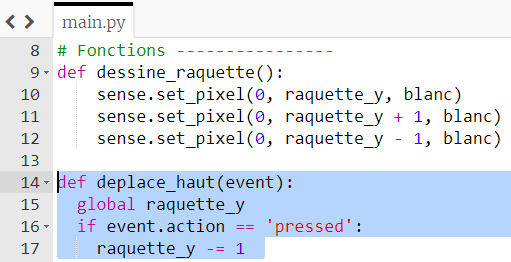 main.py
8 # Fonctions ----------------
9 def dessine_raquette():
10 sense.set_pixel(0, raquette_y, blanc)
11 sense.set_pixel(0, raquette_y + 1, blanc)
12 sense.set_pixel(0, raquette_y - 1, blanc)
13
14 def deplace_haut(event):
15 global raquette_y
16 if event.action == 'pressed':
17 raquette_y -= 1